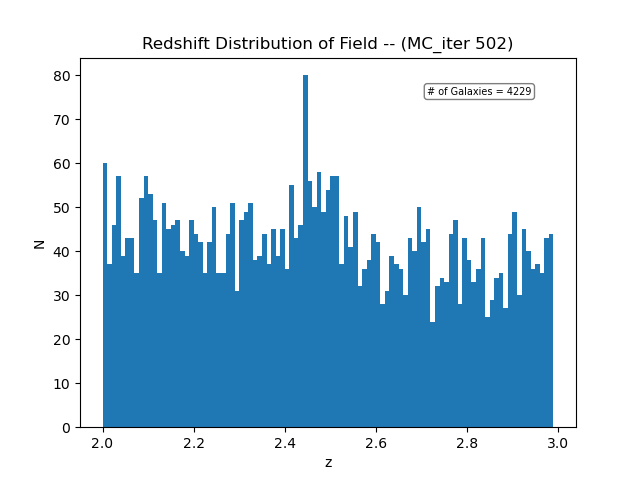 Redshift Distribution of Field -- (MC_iter 502)
# of Galaxies = 4229
80
70
60
50
40
30
20
10
0
N
2.0 2.2 2.4 2.6 2.8 3.0
z